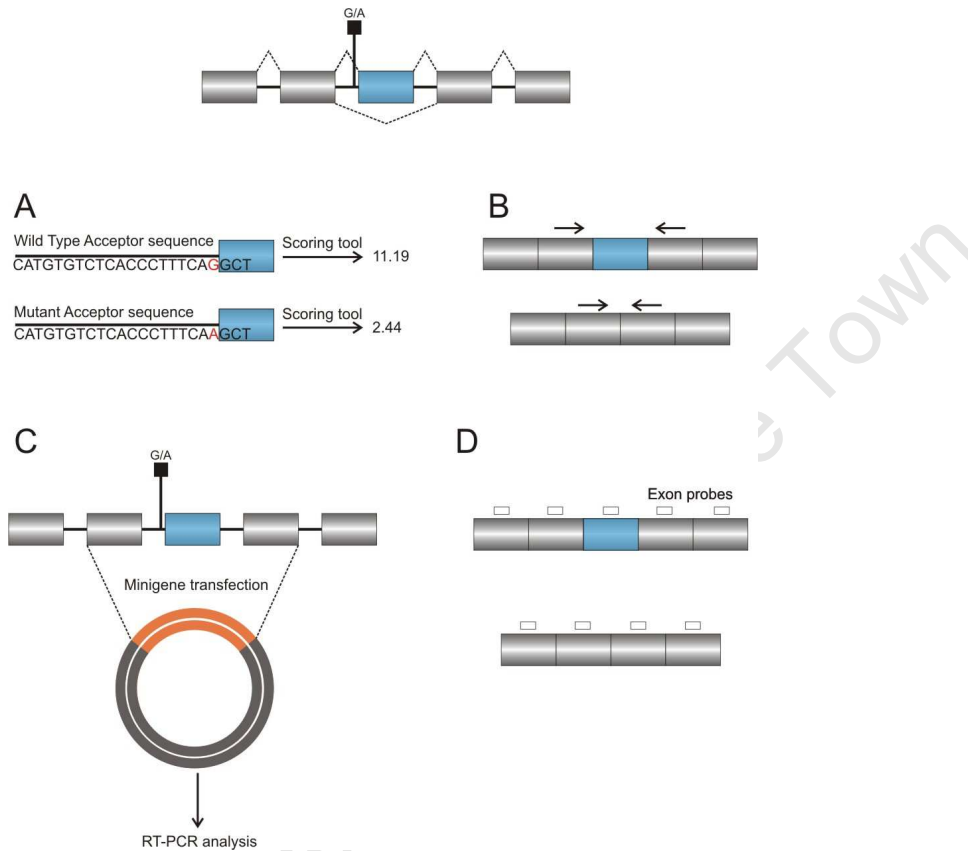 G/A
A
Wild Type Acceptor sequence
Scoring tool
CATGTGTCTCACCCTTTCAGGCT
11.19
Mutant Acceptor sequence
Scoring tool
CATGTGTCTCACCCTTTCAAGCT
2.44
B
C
G/A
Minigene transfection
RT-PCR analysis
D
Exon probes
e Town